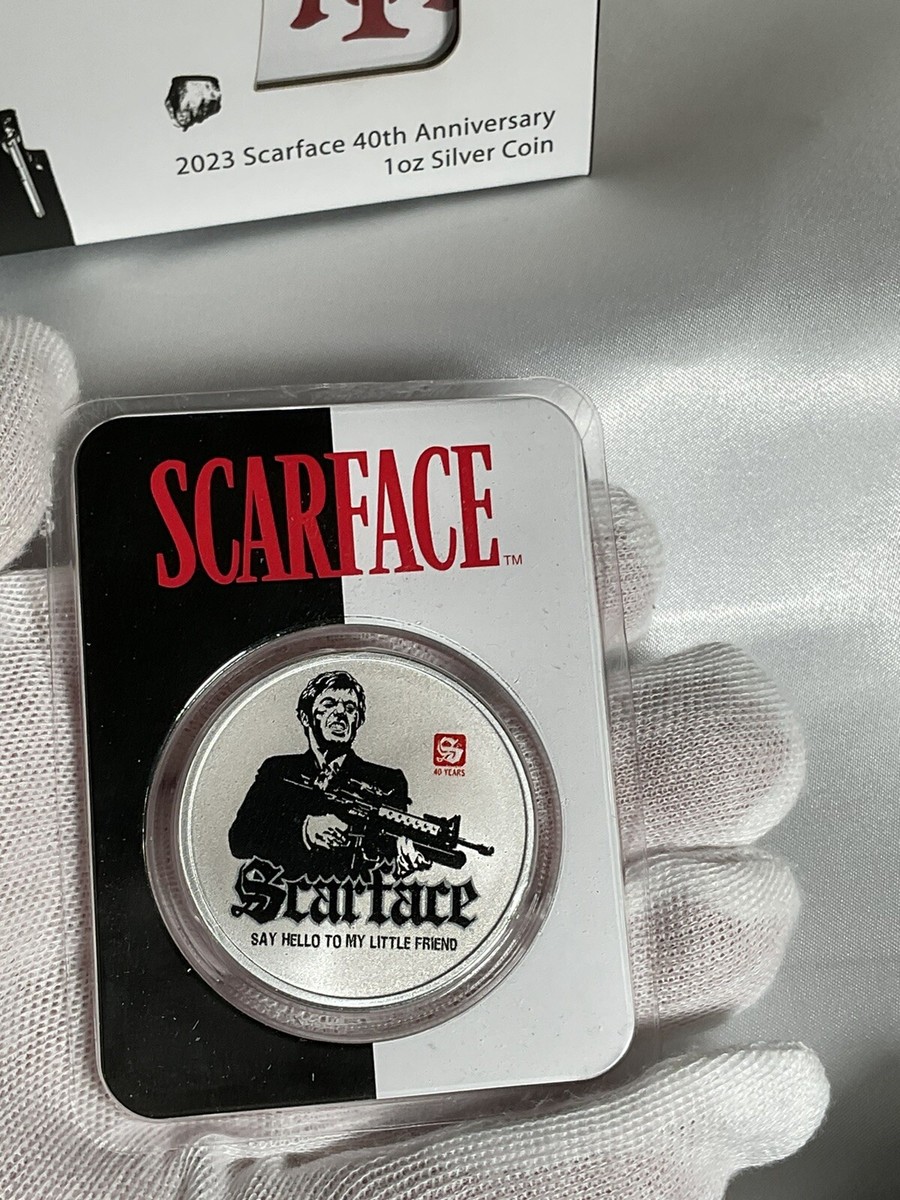 2023 Scarface 40th Anniversary
1oz Silver Coin
SCARFACE™
S
40 YEARS
Scarface
SAY HELLO TO MY LITTLE FRIEND